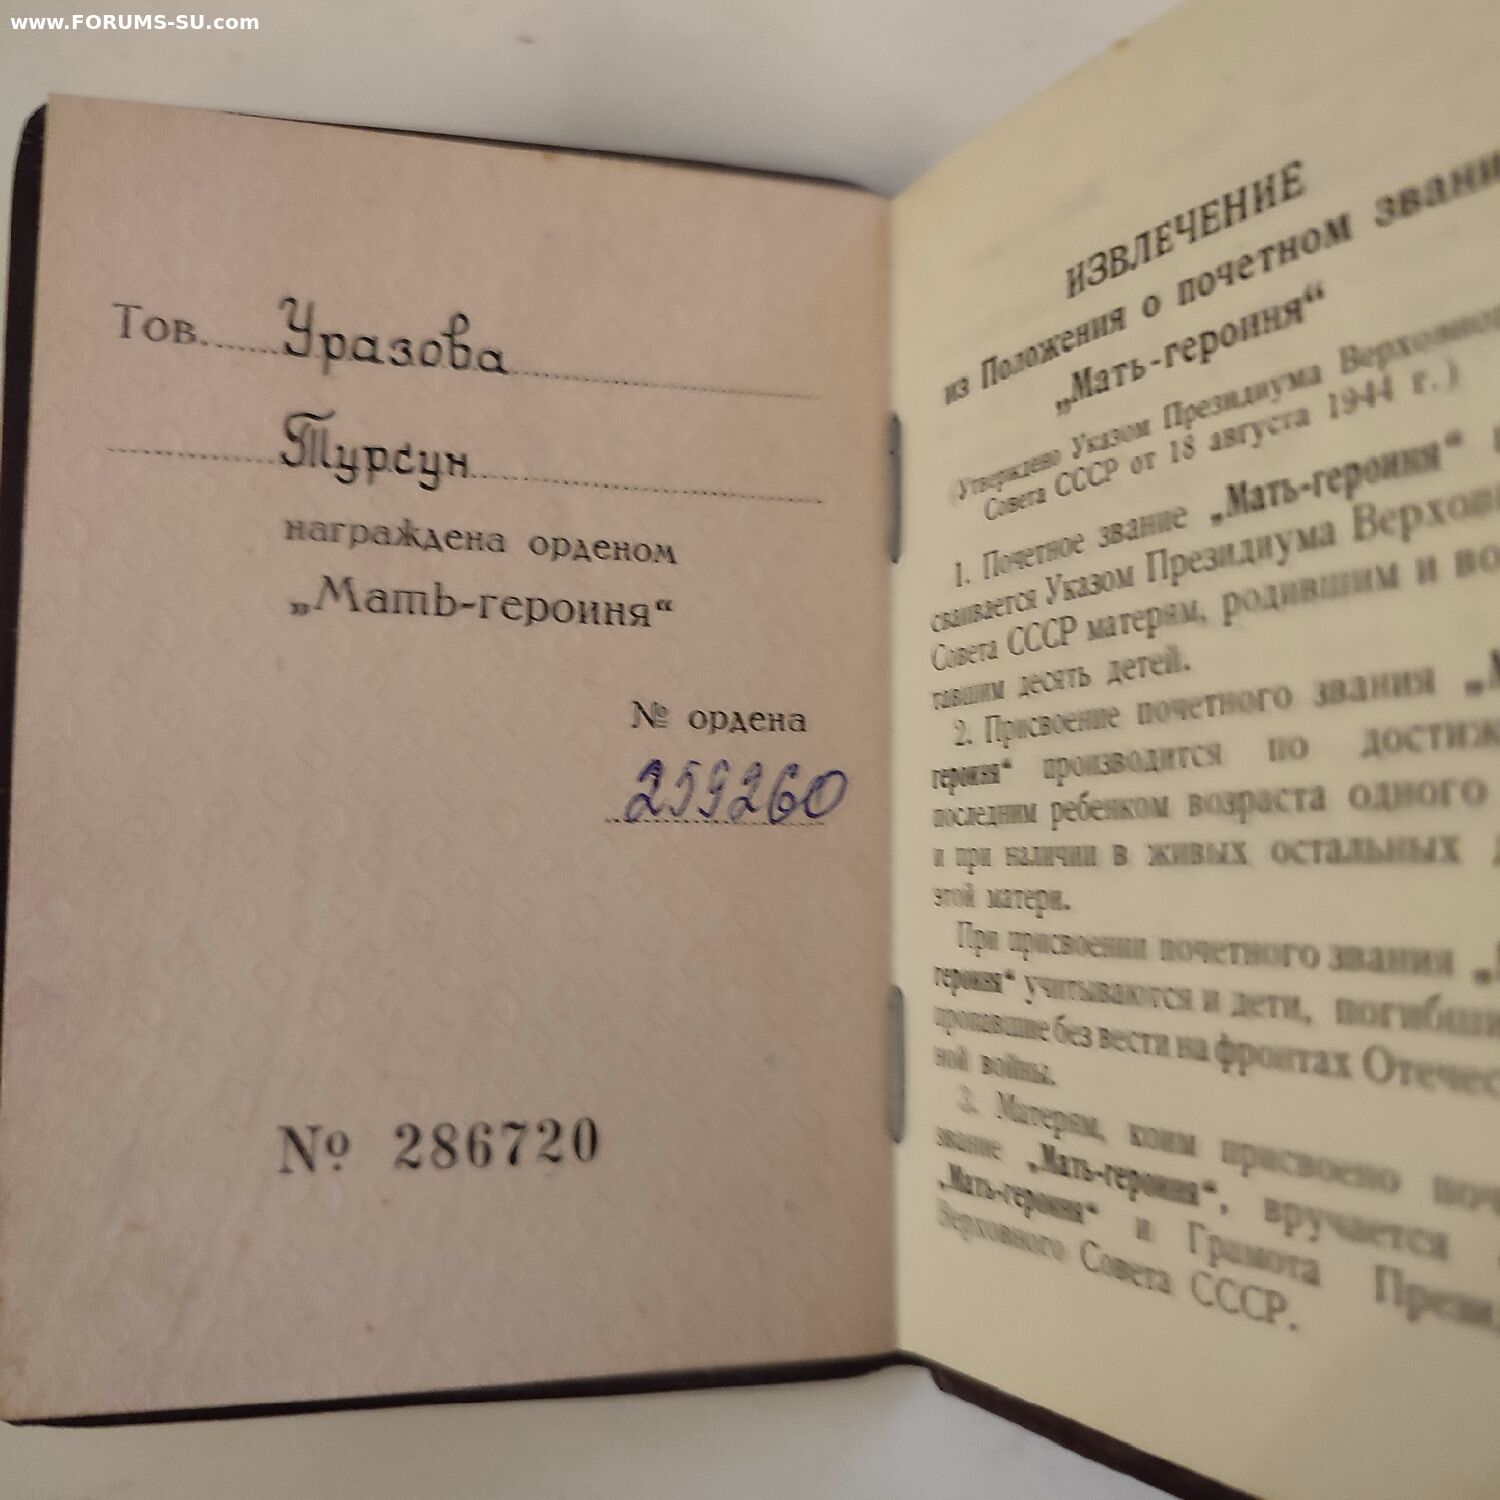 www.FORUMS-SU.com
Тов. Уразова
Турсун
награждена орденом
„Мать-героиня“
№ ордена
259260
№ 286720
ИЗВЛЕЧЕНИЕ
из Положения о почетном звани
„Мать-героиня“
(Утверждено Указом Президиума Верховног
Совета СССР от 18 августа 1944 г.)
1. Почетное звание „Мать-героиня“
сваивается Указом Президиума Верховн
Совета СССР матерям, родившим и во
тавшим десять детей.
2. Присвоение почетного звания „М
героиня“ производится по достиж
последним ребенком возраста одного
и при наличии в живых остальных д
этой матери.
При присвоении почетного звания „М
героиня“ учитываются и дети, погибши
пропавшие без вести на фронтах Отечес
ной войны.
3. Матерям, коим присвоено поч
звание „Мать-героиня“, вручается
„Мать-героиня“ и Грамота Презид
Верховного Совета СССР.